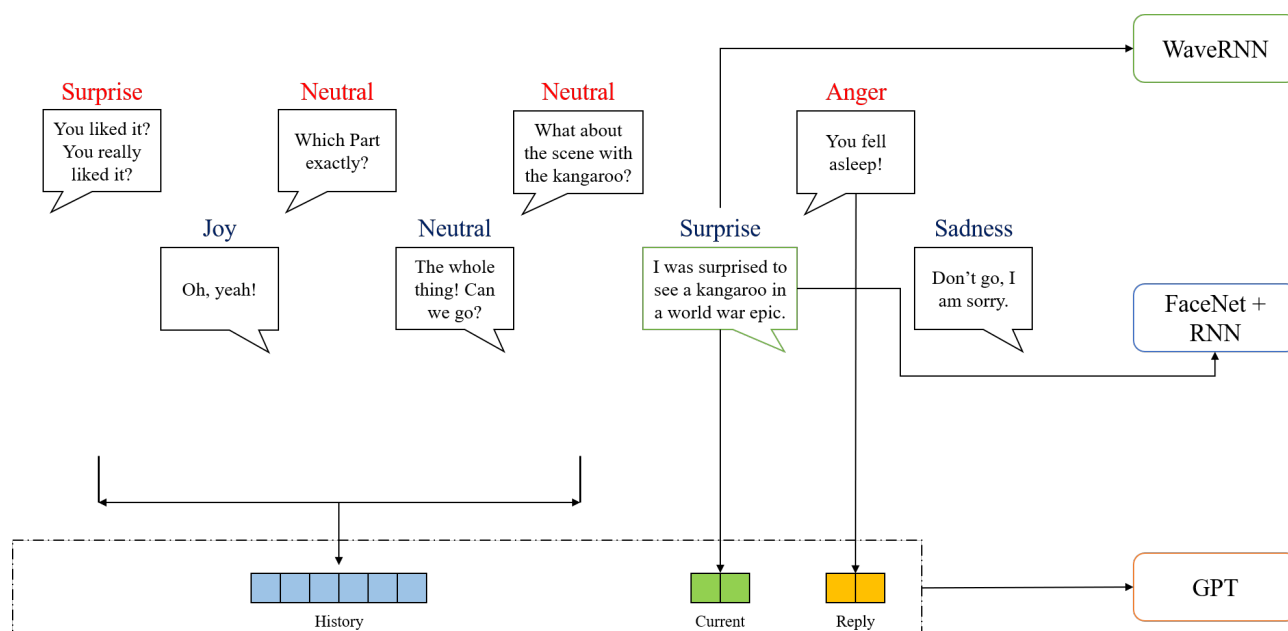 WaveRNN
Surprise
You liked it?
You really
liked it?
Neutral
Which Part
exactly?
Neutral
What about
the scene with
the kangaroo?
Anger
You fell
asleep!
Joy
Oh, yeah!
Neutral
The whole
thing! Can
we go?
Surprise
I was surprised to
see a kangaroo in
a world war epic.
Sadness
Don’t go, I
am sorry.
FaceNet +
RNN
GPT
History
Current
Reply